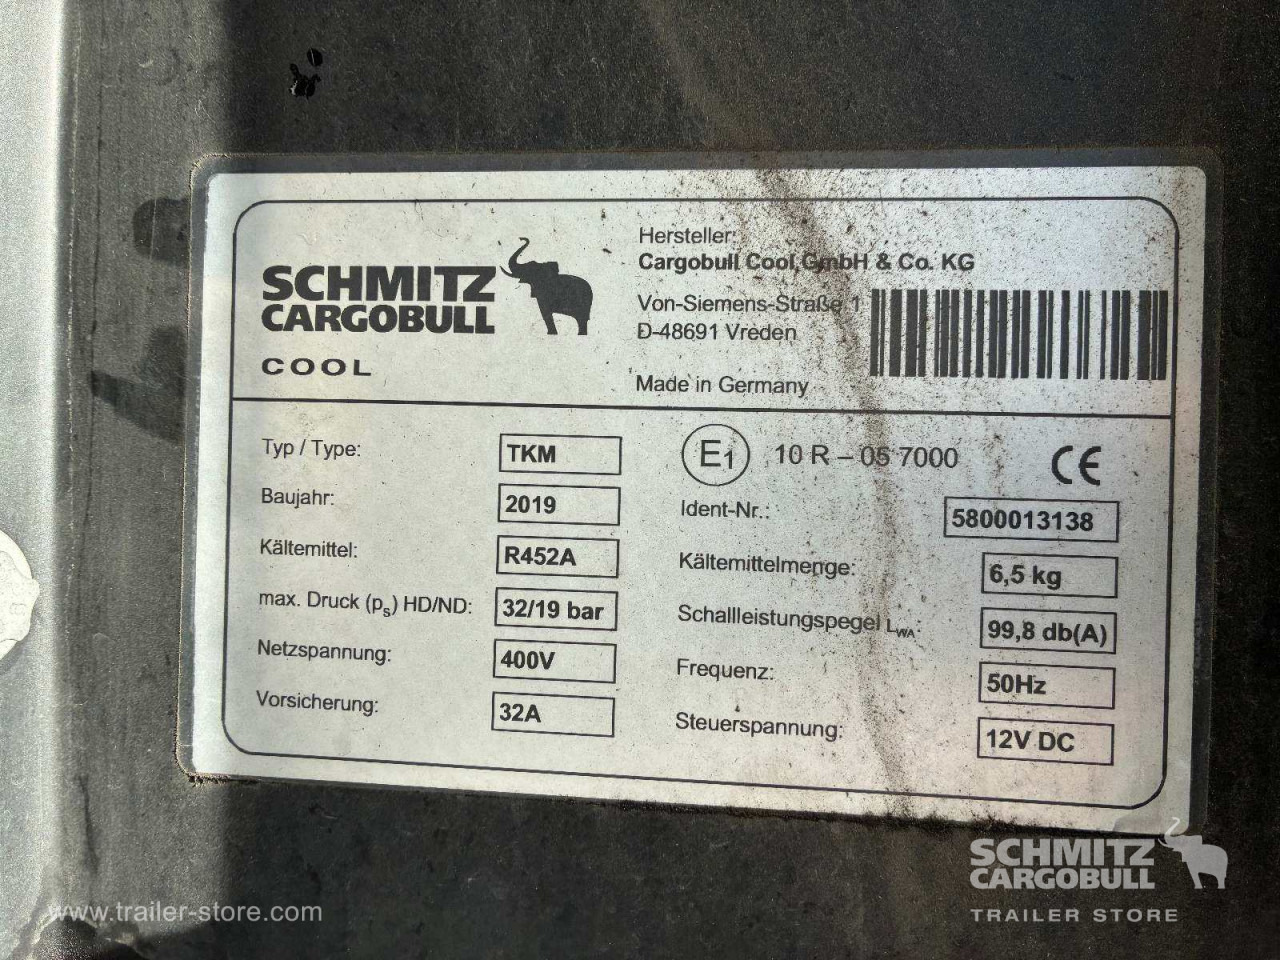 SCHMITZ
CARGOBULL
COOL
Hersteller:
Cargobull Cool GmbH & Co. KG
Von-Siemens-Straße 1
D-48691 Vreden
Made in Germany
Typ / Type: TKM
Baujahr: 2019
Kältemittel: R452A
max. Druck (ps) HD/ND: 32/19 bar
Netzspannung: 400V
Vorsicherung: 32A
E1 10 R – 05 7000 CE
Ident-Nr.: 5800013138
Kältemittelmenge: 6,5 kg
Schallleistungspegel LWA: 99,8 db(A)
Frequenz: 50Hz
Steuerspannung: 12V DC
www.trailer-store.com
SCHMITZ
CARGOBULL
TRAILER STORE